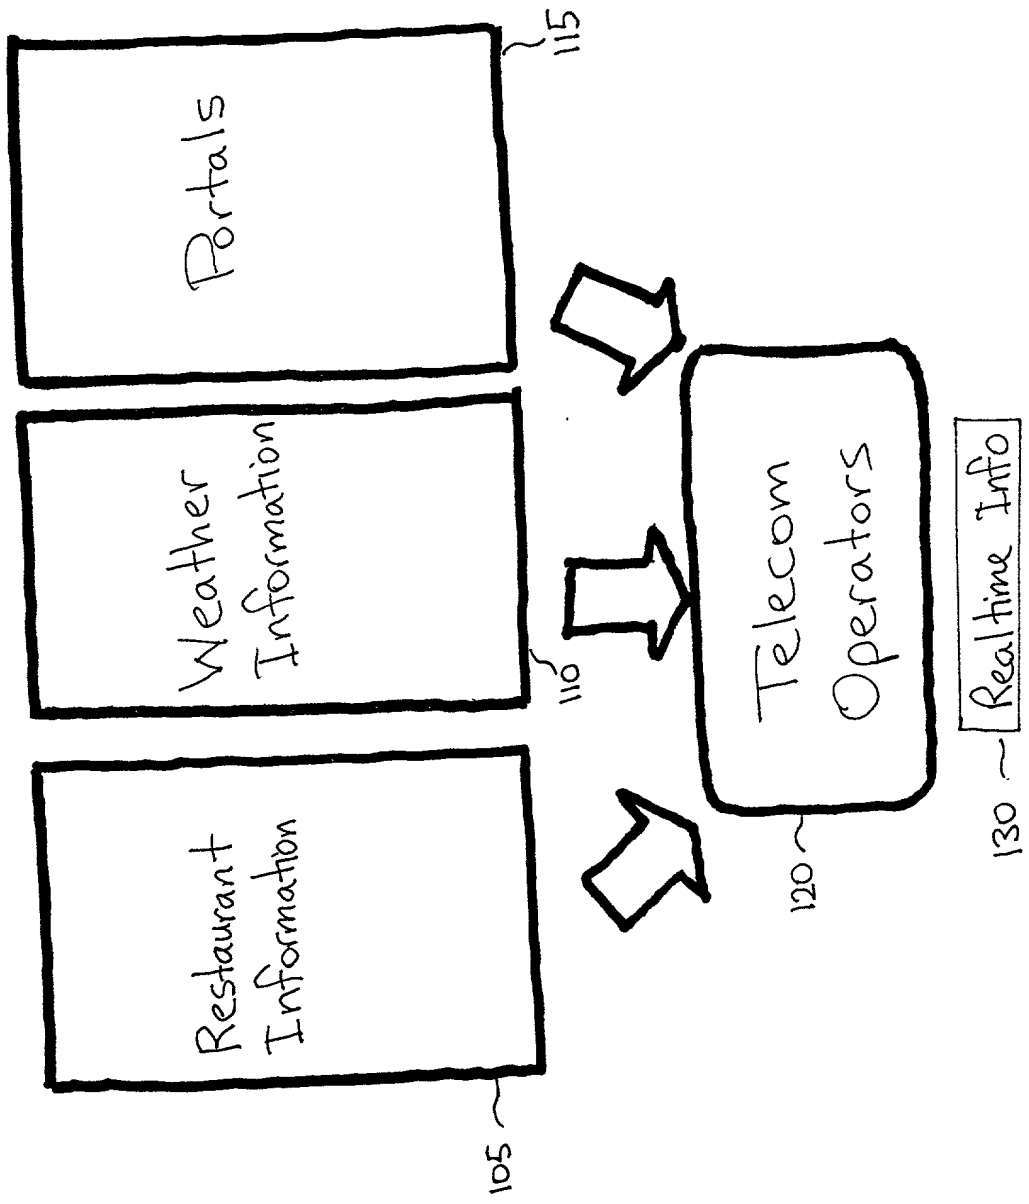 Restaurant
Information
105
Weather
Information
110
Portals
115
Telecom
Operators
120
130
Realtime Info